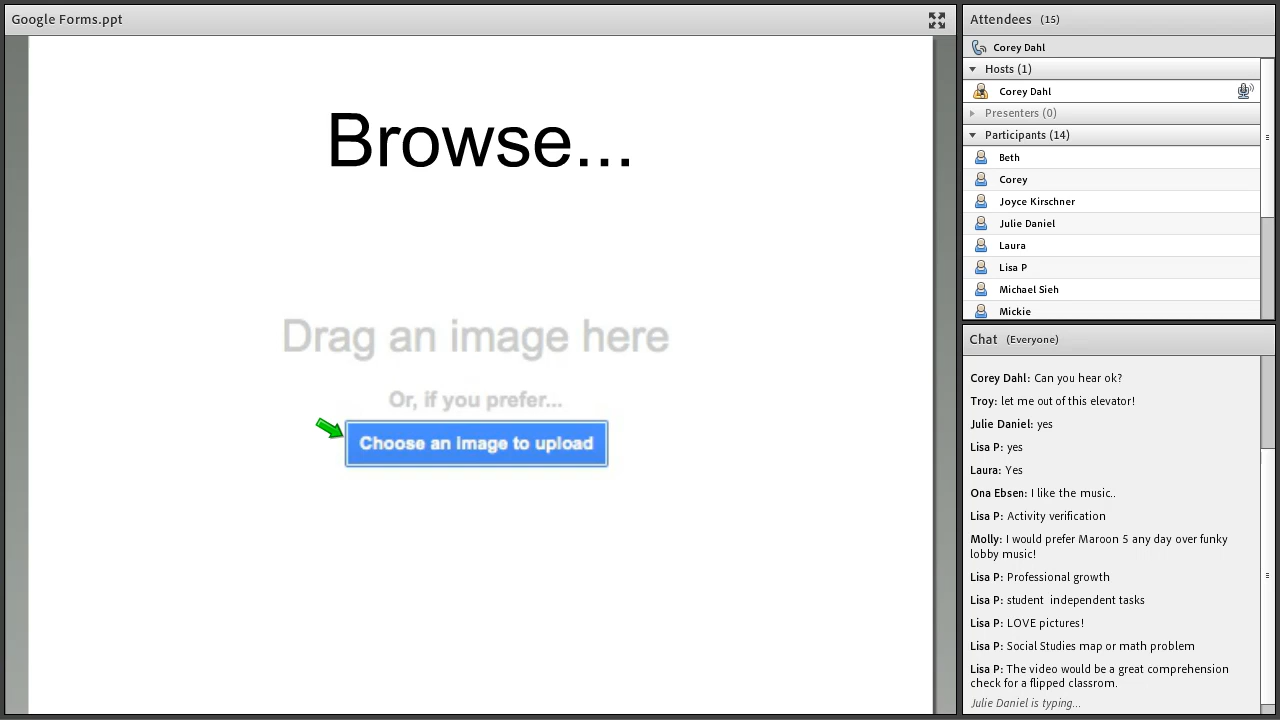 Google Forms.ppt
Browse...
Drag an image here
Or, if you prefer...
Choose an image to upload
Attendees (15)
Corey Dahl
Hosts (1)
Corey Dahl
Presenters (0)
Participants (14)
Beth
Corey
Joyce Kirschner
Julie Daniel
Laura
Lisa P
Michael Sieh
Mickie
Chat (Everyone)
Corey Dahl: Can you hear ok?
Troy: let me out of this elevator!
Julie Daniel: yes
Lisa P: yes
Laura: Yes
Ona Ebsen: I like the music..
Lisa P: Activity verification
Molly: I would prefer Maroon 5 any day over funky
lobby music!
Lisa P: Professional growth
Lisa P: student  independent tasks
Lisa P: LOVE pictures!
Lisa P: Social Studies map or math problem
Lisa P: The video would be a great comprehension
check for a flipped classrom.
Julie Daniel is typing...